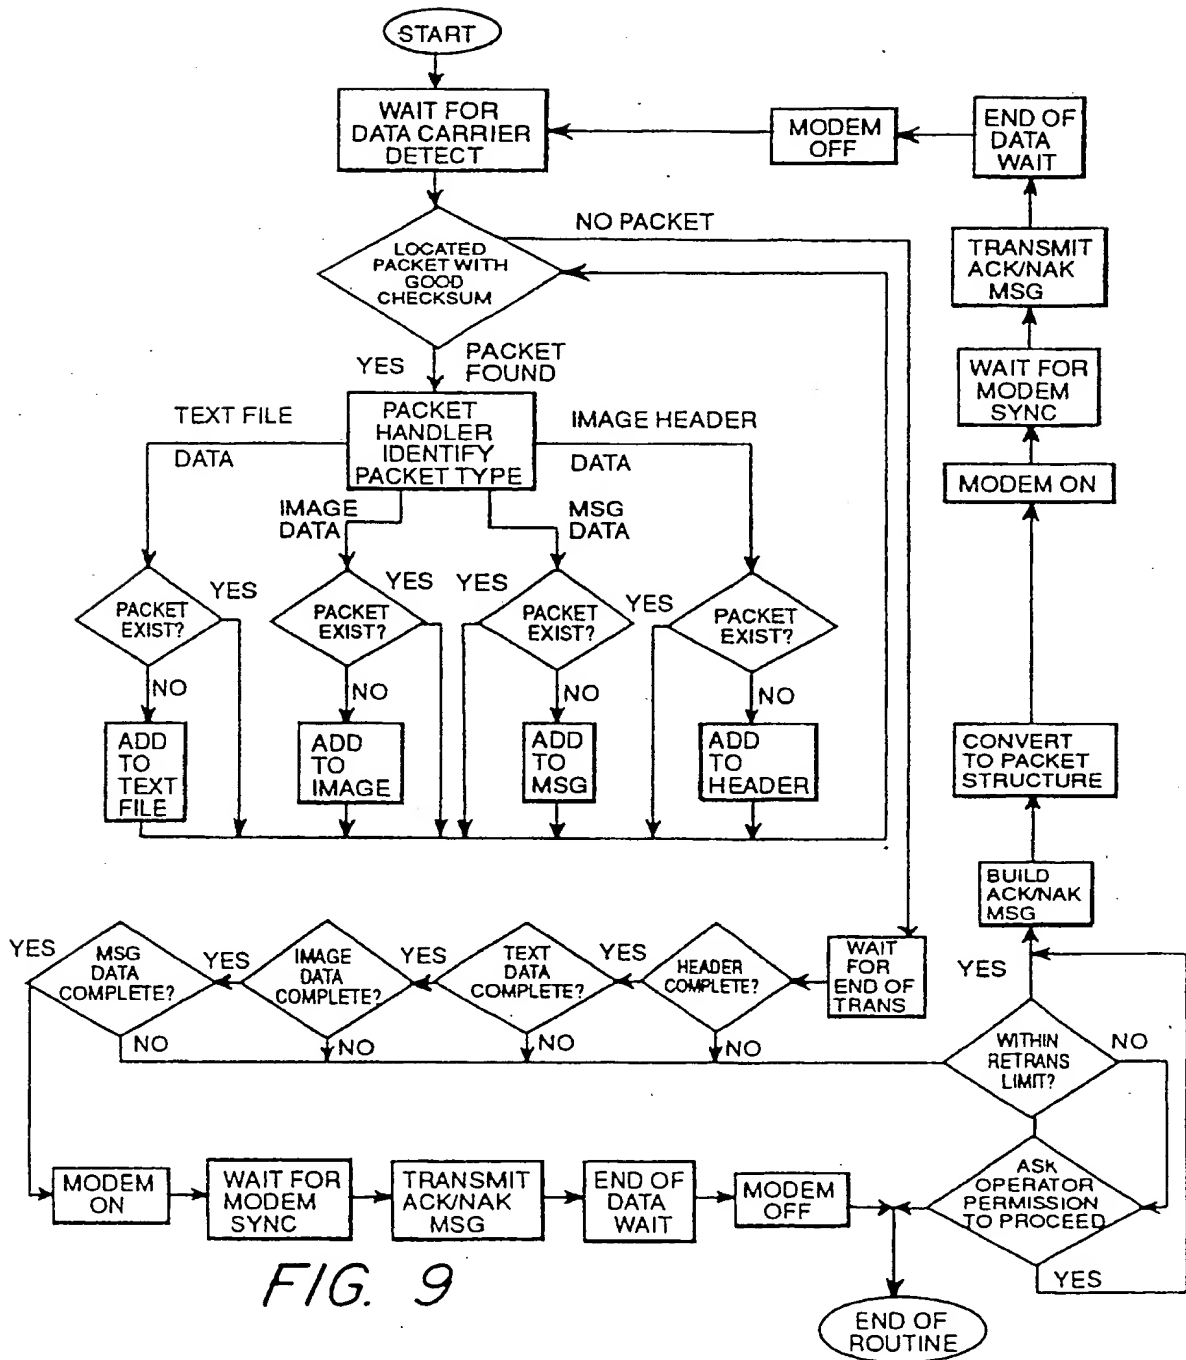 START
WAIT FOR
DATA CARRIER
DETECT
MODEM
OFF
END OF
DATA
WAIT
NO PACKET
LOCATED
PACKET WITH
GOOD
CHECKSUM
TRANSMIT
ACK/NAK
MSG
YES
PACKET
FOUND
WAIT FOR
MODEM
SYNC
TEXT FILE
DATA
PACKET
HANDLER
IDENTIFY
PACKET TYPE
IMAGE HEADER
DATA
MODEM ON
IMAGE
DATA
MSG
DATA
PACKET
EXIST?
YES
PACKET
EXIST?
YES
YES
PACKET
EXIST?
YES
PACKET
EXIST?
NO
NO
NO
NO
ADD
TO
TEXT
FILE
ADD
TO
IMAGE
ADD
TO
MSG
ADD
TO
HEADER
CONVERT
TO PACKET
STRUCTURE
BUILD
ACK/NAK
MSG
YES
MSG
DATA
COMPLETE?
YES
IMAGE
DATA
COMPLETE?
YES
TEXT
DATA
COMPLETE?
YES
HEADER
COMPLETE?
WAIT
FOR
END OF
TRANS
YES
NO
NO
NO
NO
WITHIN
RETRANS
LIMIT?
NO
MODEM
ON
WAIT FOR
MODEM
SYNC
TRANSMIT
ACK/NAK
MSG
END OF
DATA
WAIT
MODEM
OFF
ASK
OPERATOR
PERMISSION
TO PROCEED
YES
FIG. 9
END OF
ROUTINE